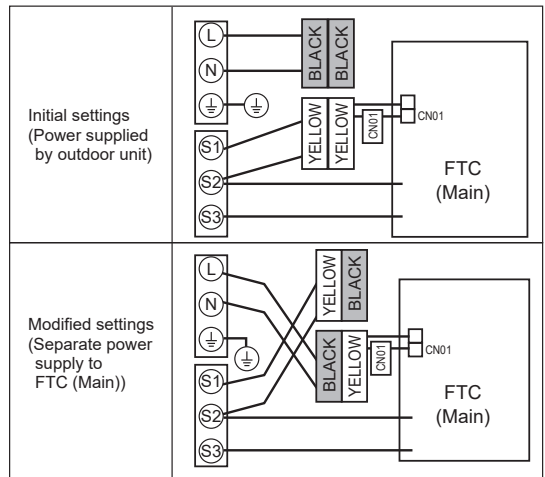 Initial settings
(Power supplied
by outdoor unit)
L
N
S1
S2
S3
BLACK
BLACK
YELLOW
YELLOW
CN01
CN01
FTC
(Main)
Modified settings
(Separate power
supply to
FTC (Main))
L
N
S1
S2
S3
YELLOW
BLACK
BLACK
YELLOW
CN01
CN01
FTC
(Main)